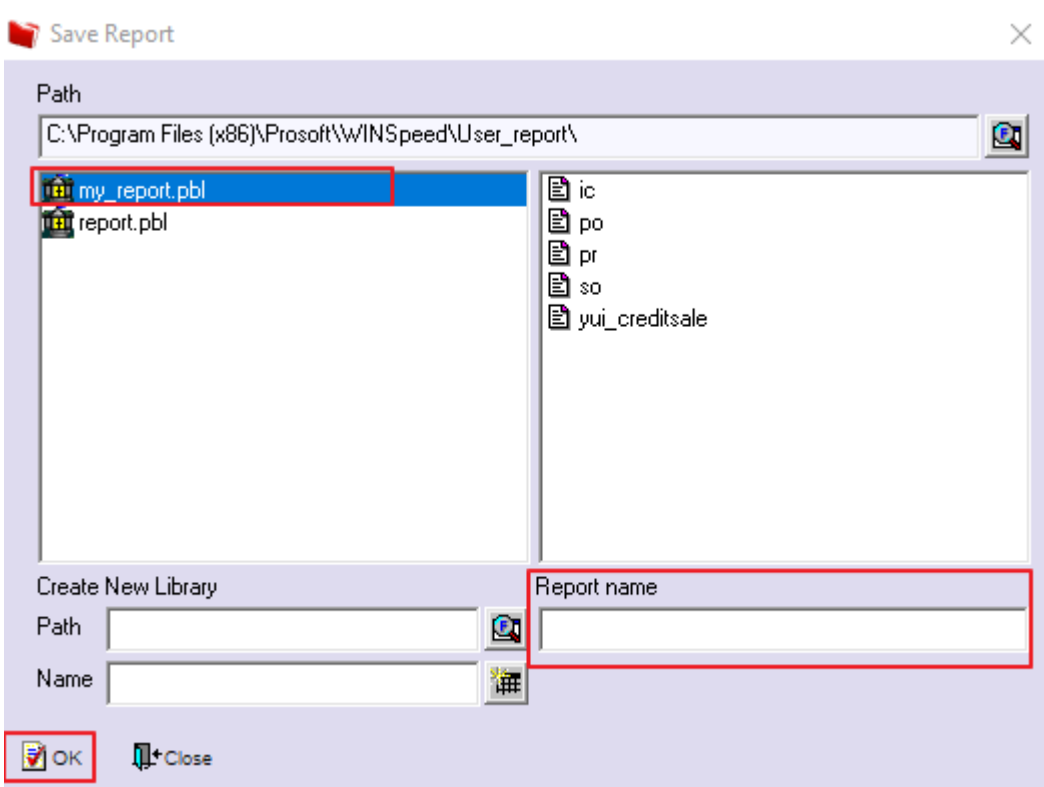 Save Report
Path
C:\Program Files (x86)\Prosoft\WINSpeed\User_report\
my_report.pbl
report.pbl
ic
po
pr
so
yui_creditsale
Create New Library
Path
Name
Report name
OK
Close